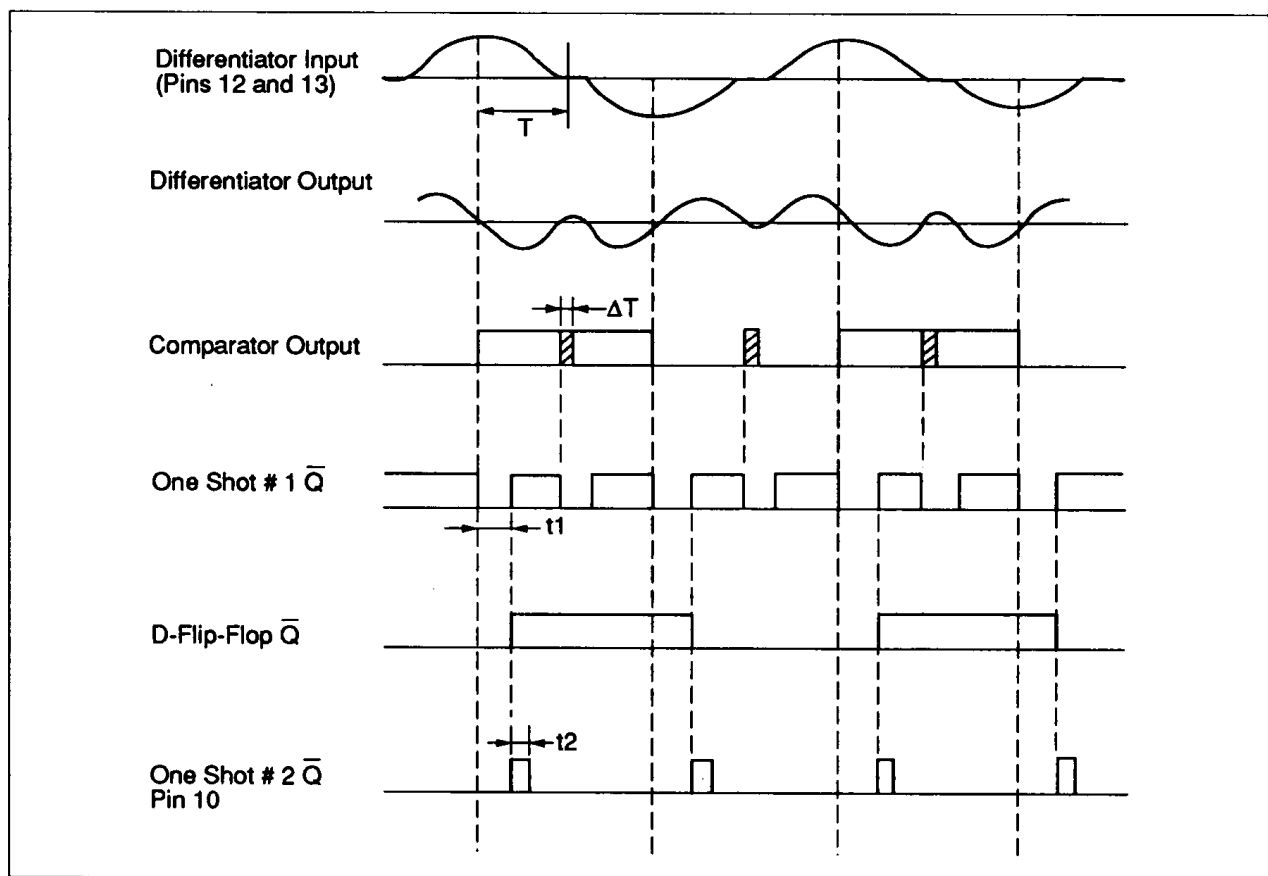 Differentiator Input
(Pins 12 and 13)
T
Differentiator Output
ΔT
Comparator Output
One Shot # 1 Q̅
t1
D-Flip-Flop Q̅
t2
One Shot # 2 Q̅
Pin 10